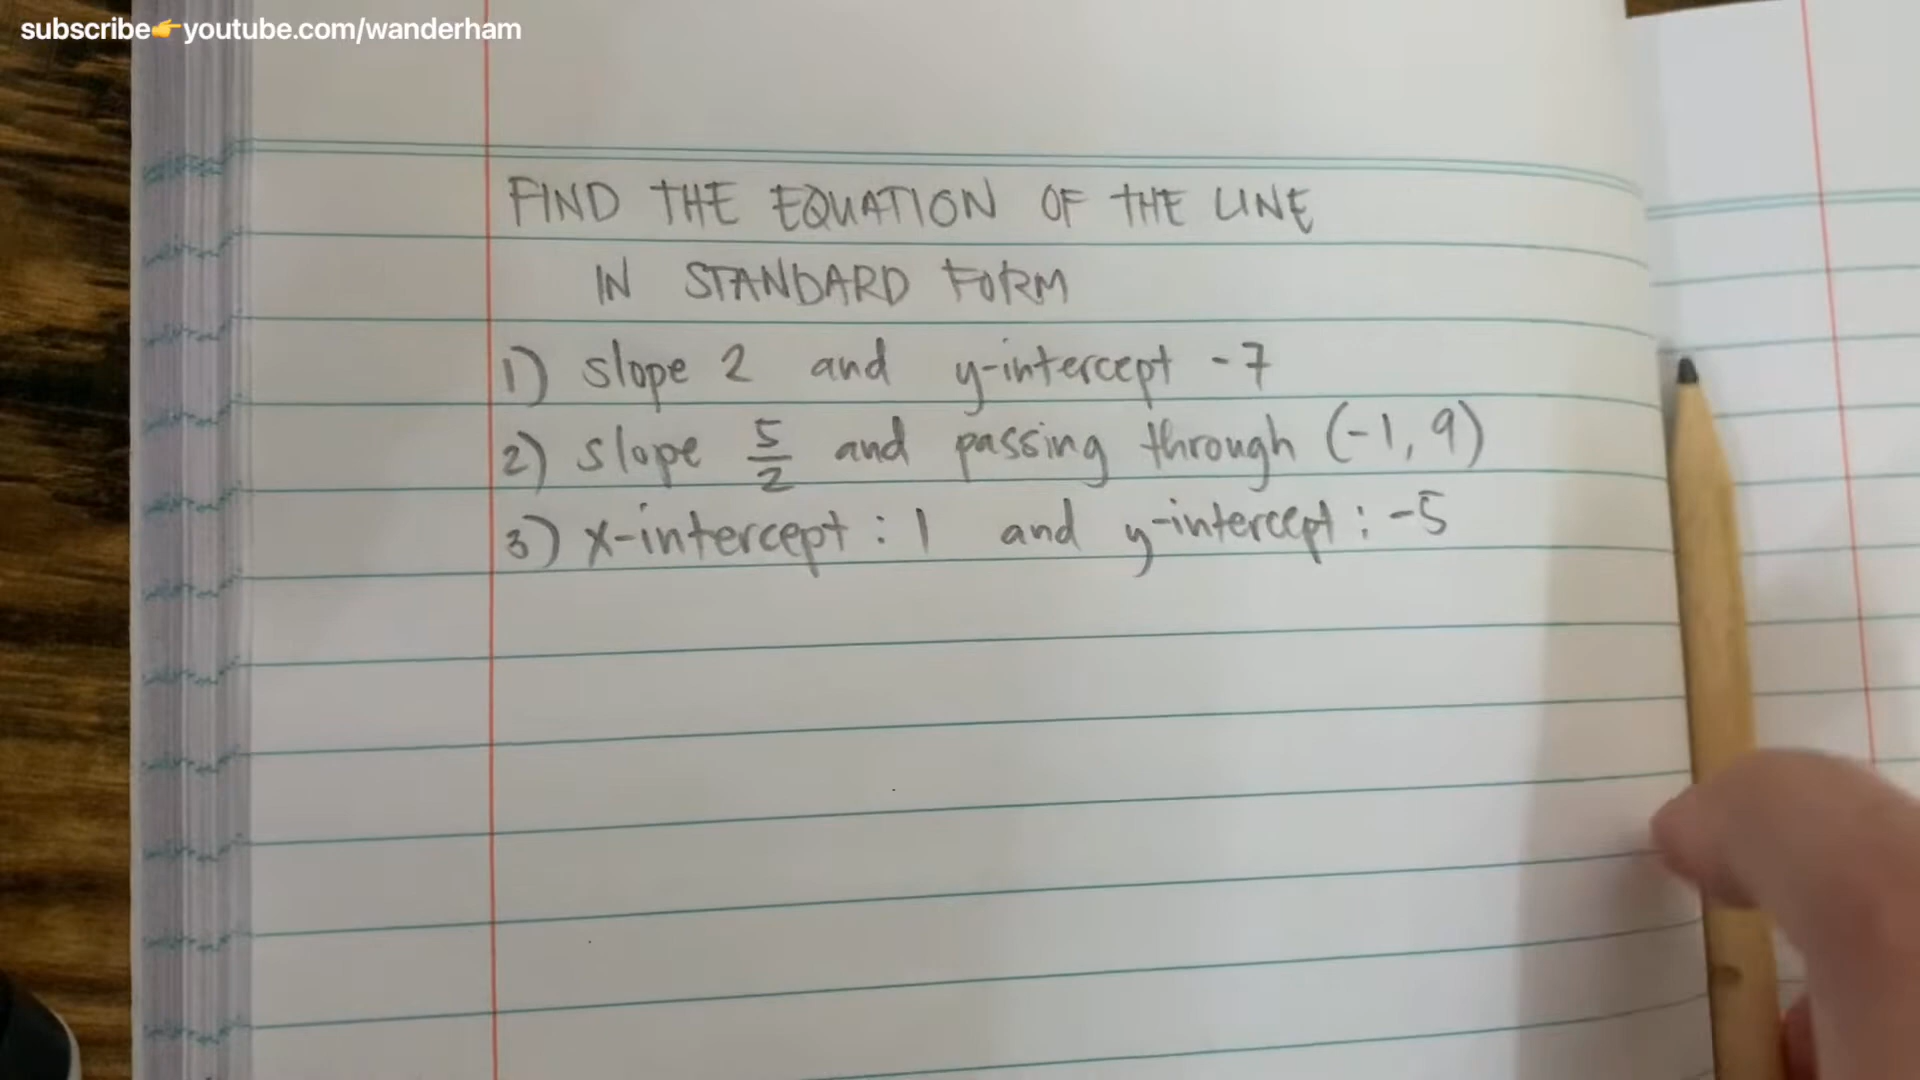 subscribe👉youtube.com/wanderham
FIND THE EQUATION OF THE LINE
IN STANDARD FORM
1) slope 2 and y-intercept -7
2) slope 5/2 and passing through (-1, 9)
3) x-intercept : 1 and y-intercept : -5